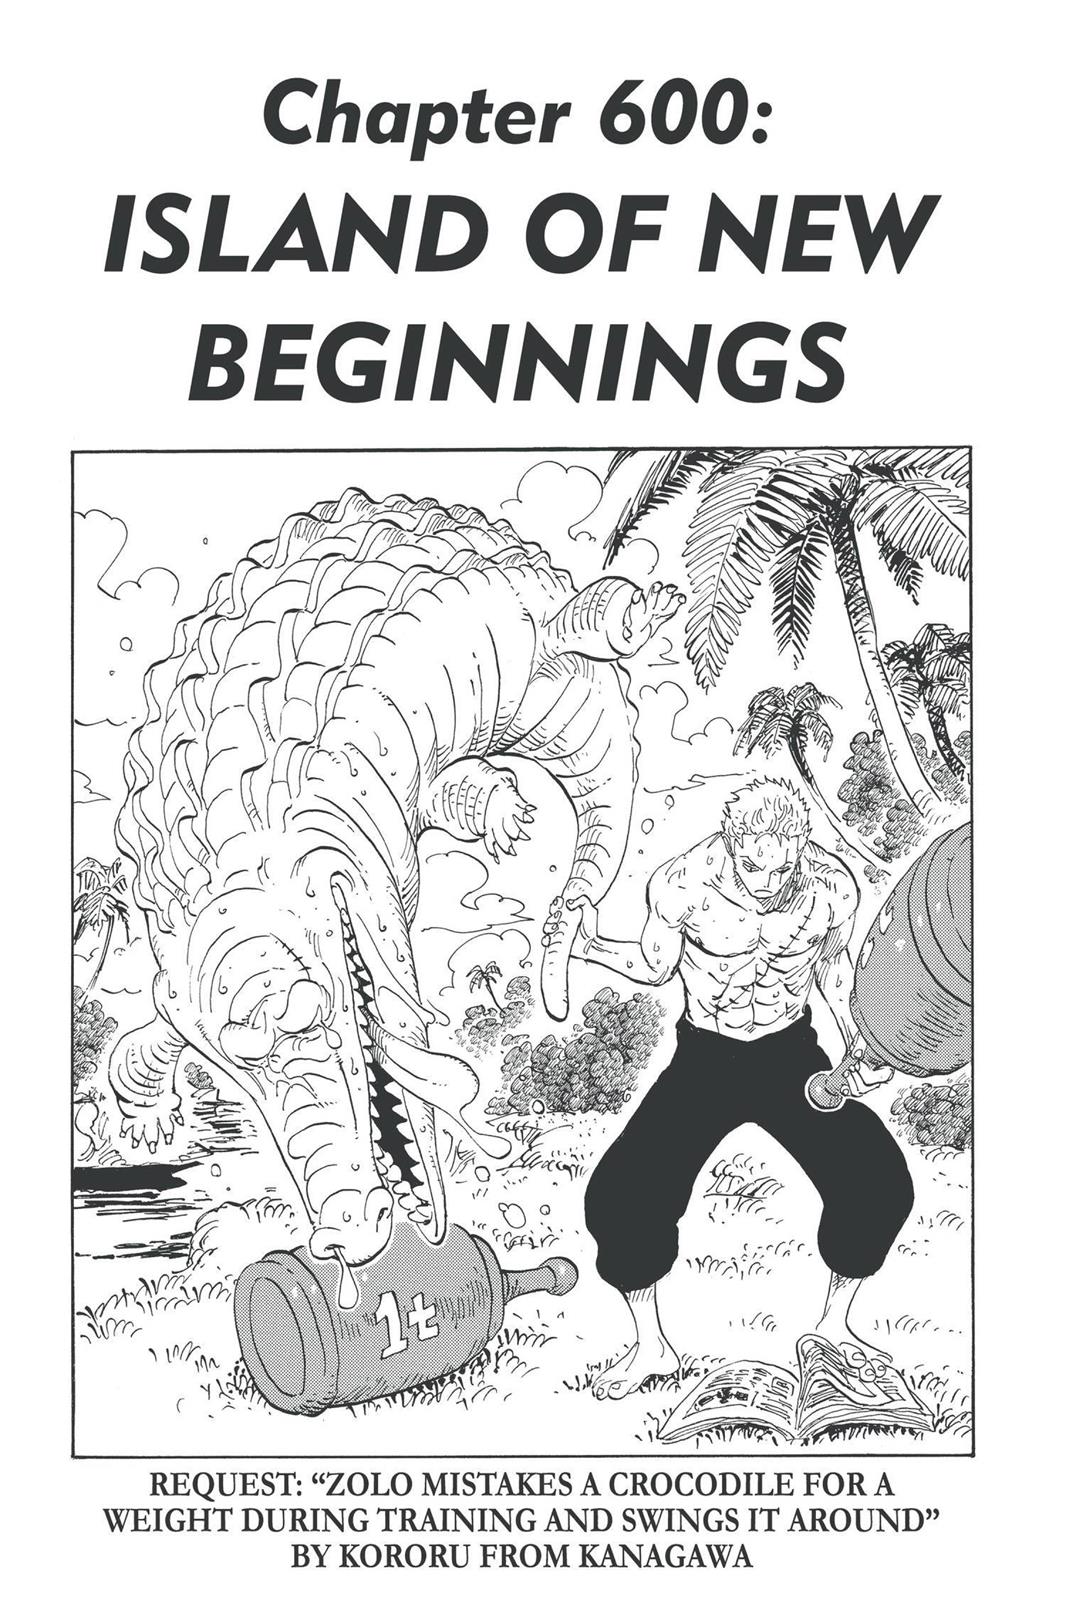 Chapter 600:
ISLAND OF NEW
BEGINNINGS
1t
REQUEST: “ZOLO MISTAKES A CROCODILE FOR A
WEIGHT DURING TRAINING AND SWINGS IT AROUND”
BY KORORU FROM KANAGAWA